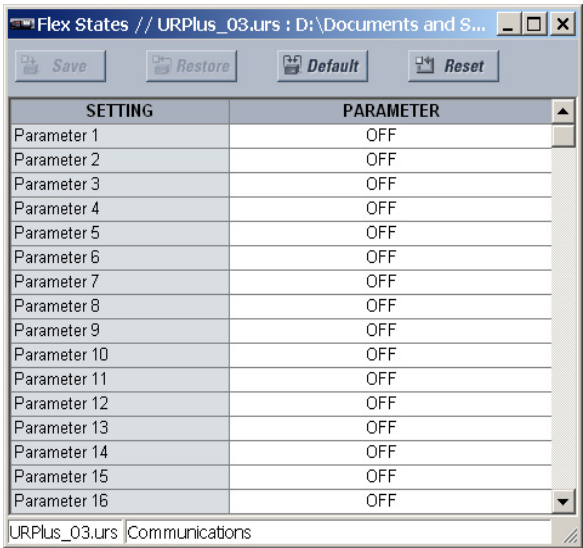 Flex States // URPlus_03.urs : D:\Documents and S...
Save Restore Default Reset
SETTING PARAMETER
Parameter 1 OFF
Parameter 2 OFF
Parameter 3 OFF
Parameter 4 OFF
Parameter 5 OFF
Parameter 6 OFF
Parameter 7 OFF
Parameter 8 OFF
Parameter 9 OFF
Parameter 10 OFF
Parameter 11 OFF
Parameter 12 OFF
Parameter 13 OFF
Parameter 14 OFF
Parameter 15 OFF
Parameter 16 OFF
URPlus_03.urs Communications